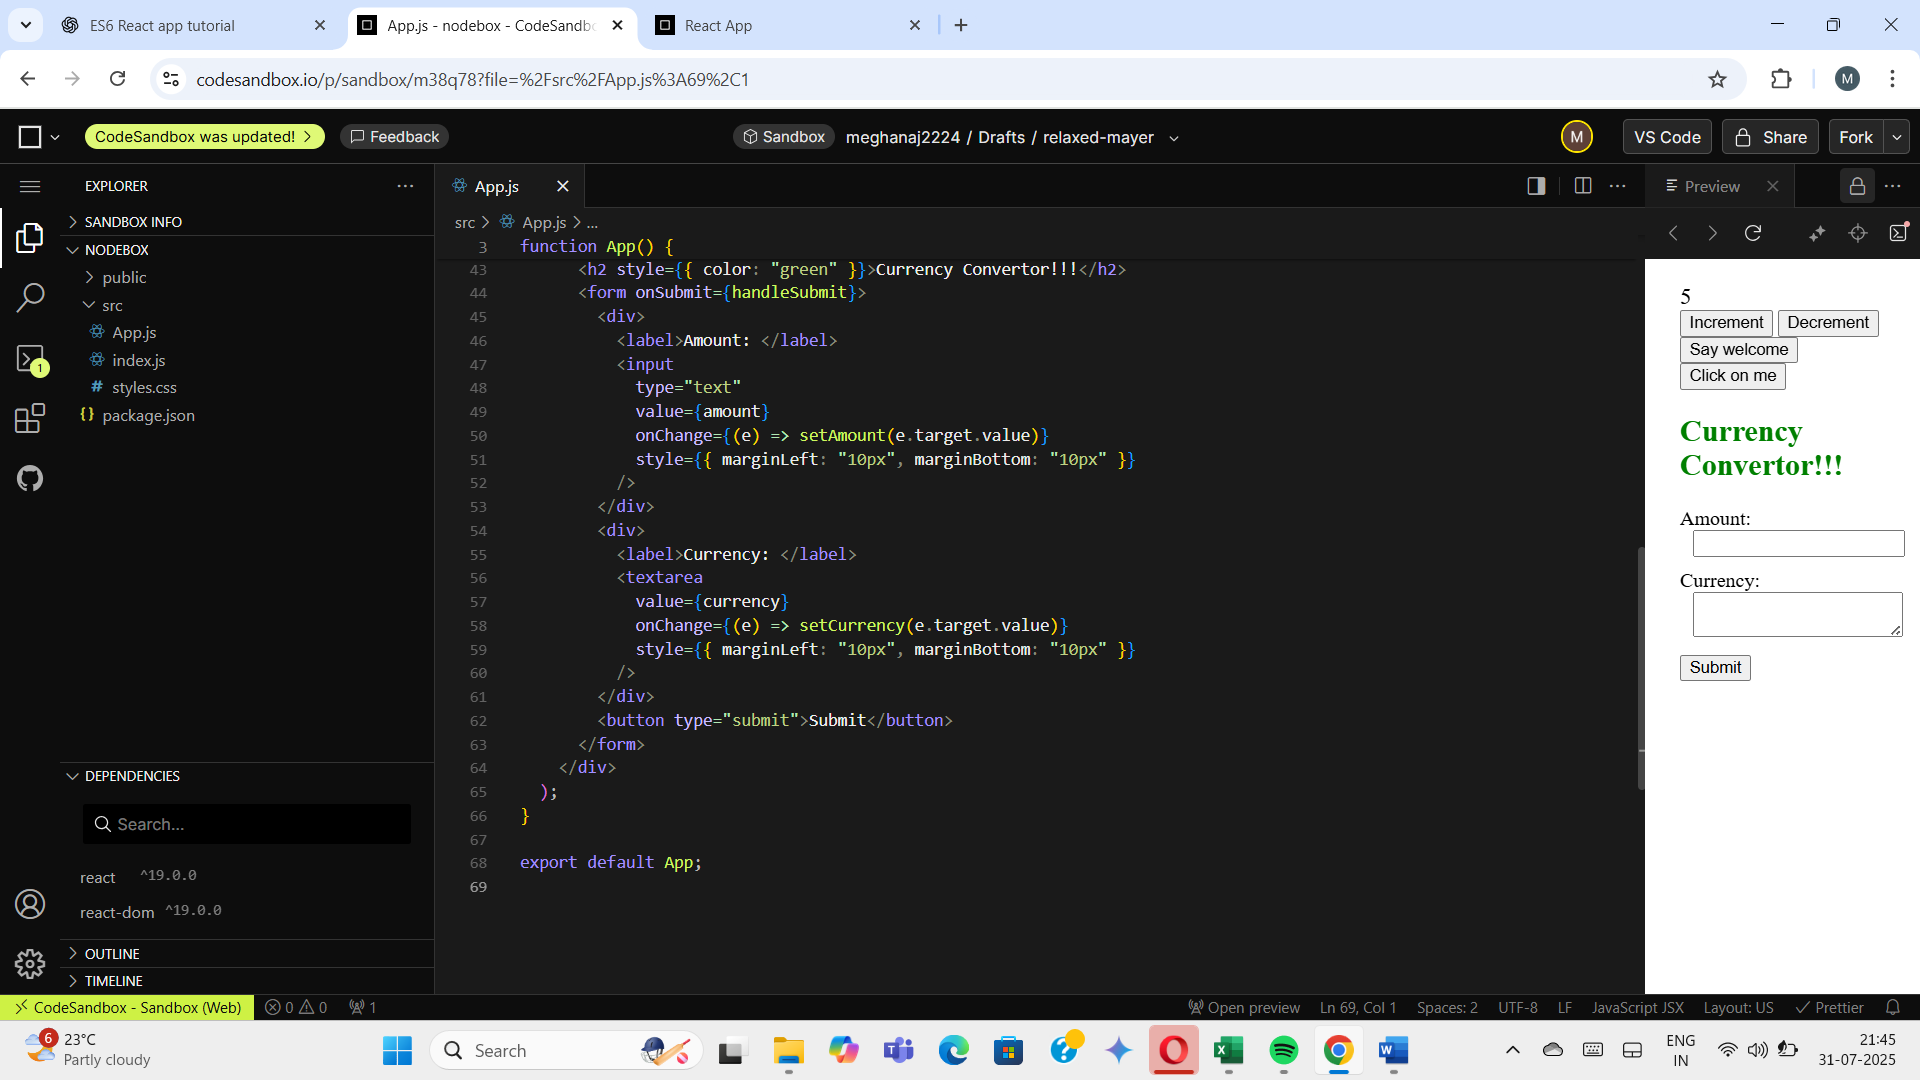 ES6 React app tutorial
App.js - nodebox - CodeSandb
React App
codesandbox.io/p/sandbox/m38q78?file=%2Fsrc%2FApp.js%3A69%2C1
M
CodeSandbox was updated!
Feedback
Sandbox
meghanaj2224 / Drafts / relaxed-mayer
M
VS Code
Share
Fork
EXPLORER
SANDBOX INFO
NODEBOX
public
src
App.js
index.js
styles.css
package.json
1
DEPENDENCIES
Search...
react ^19.0.0
react-dom ^19.0.0
OUTLINE
TIMELINE
App.js
src > App.js > ...
3 function App() {
43 <h2 style={{ color: "green" }}>Currency Convertor!!!</h2>
44 <form onSubmit={handleSubmit}>
45 <div>
46 <label>Amount: </label>
47 <input
48 type="text"
49 value={amount}
50 onChange={(e) => setAmount(e.target.value)}
51 style={{ marginLeft: "10px", marginBottom: "10px" }}
52 />
53 </div>
54 <div>
55 <label>Currency: </label>
56 <textarea
57 value={currency}
58 onChange={(e) => setCurrency(e.target.value)}
59 style={{ marginLeft: "10px", marginBottom: "10px" }}
60 />
61 </div>
62 <button type="submit">Submit</button>
63 </form>
64 </div>
65 );
66 }
67
68 export default App;
69
Preview
5
Increment Decrement
Say welcome
Click on me
Currency
Convertor!!!
Amount:
Currency:
Submit
CodeSandbox - Sandbox (Web)
0 0
1
Open preview
Ln 69, Col 1
Spaces: 2
UTF-8
LF
JavaScript JSX
Layout: US
Prettier
6
23°C
Partly cloudy
Search
ENG
IN
21:45
31-07-2025